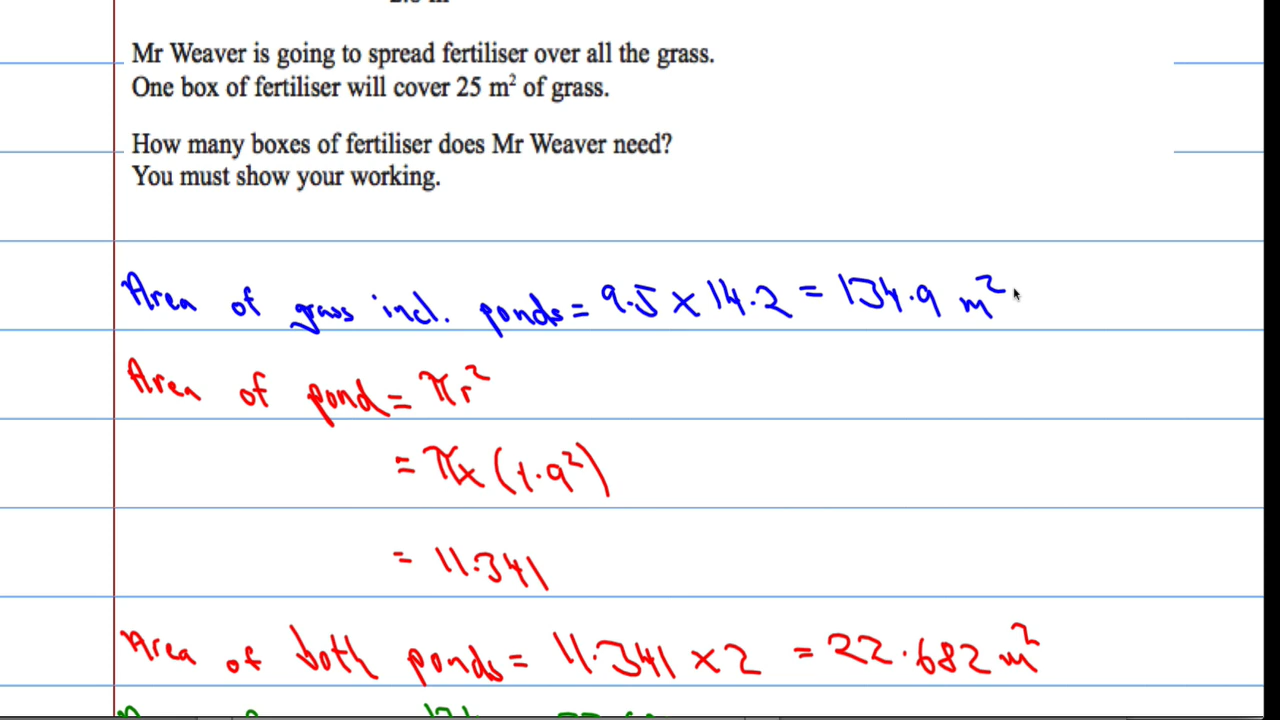 Mr Weaver is going to spread fertiliser over all the grass.
One box of fertiliser will cover 25 m² of grass.
How many boxes of fertiliser does Mr Weaver need?
You must show your working.
Area of grass incl. ponds = 9.5 × 14.2 = 134.9 m²
Area of pond = πr²
= π× (1.9²)
= 11.341
Area of both ponds = 11.341 × 2 = 22.682 m²